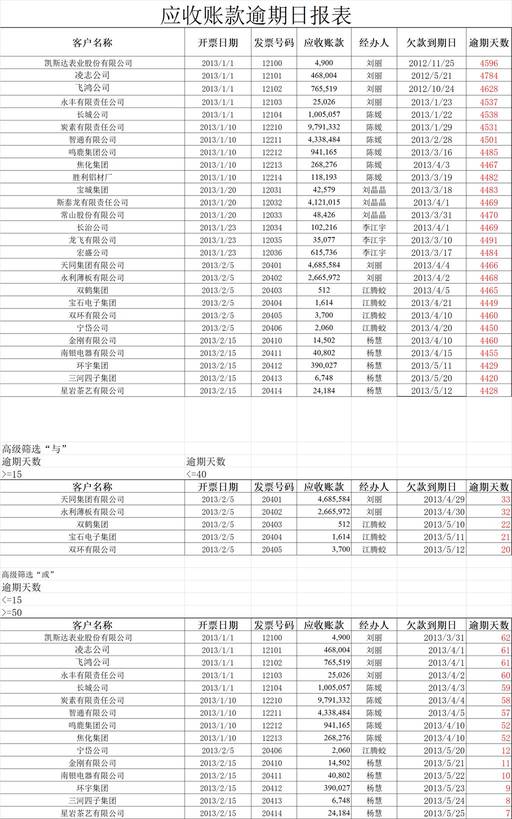 应收账款逾期日报表
客户名称 开票日期 发票号码 应收账款 经办人 欠款到期日 逾期天数
凯斯达表业股份有限公司 2013/1/1 12100 4,900 刘丽 2012/11/25 4596
凌志公司 2013/1/1 12101 468,004 刘丽 2012/5/21 4784
飞鸿公司 2013/1/1 12102 765,519 刘丽 2012/10/24 4628
永丰有限责任公司 2013/1/1 12103 25,026 刘丽 2013/1/23 4537
长城公司 2013/1/1 12104 1,005,057 陈媛 2013/1/22 4538
炭素有限责任公司 2013/1/10 12210 9,791,332 陈媛 2013/1/29 4531
智通有限公司 2013/1/10 12211 4,338,484 陈媛 2013/2/28 4501
鸣鹿集团公司 2013/1/10 12212 941,165 陈媛 2013/3/16 4485
焦化集团 2013/1/10 12213 268,276 陈媛 2013/4/3 4467
胜利铝材厂 2013/1/10 12214 118,193 陈媛 2013/3/19 4482
宝城集团 2013/1/20 12031 42,579 刘晶晶 2013/3/18 4483
斯泰龙有限责任公司 2013/1/20 12032 4,121,015 刘晶晶 2013/4/1 4469
常山股份有限公司 2013/1/20 12033 48,426 刘晶晶 2013/3/31 4470
长治公司 2013/1/23 12034 102,216 李江宇 2013/4/1 4469
龙飞有限公司 2013/1/23 12035 35,077 李江宇 2013/3/10 4491
宏盛公司 2013/1/23 12036 615,736 李江宇 2013/3/17 4484
天同集团有限公司 2013/2/5 20401 4,685,584 刘丽 2013/4/4 4466
永利薄板有限公司 2013/2/5 20402 2,665,972 刘丽 2013/4/2 4468
双鹤集团 2013/2/5 20403 512 江腾蛟 2013/4/5 4465
宝石电子集团 2013/2/5 20404 1,614 江腾蛟 2013/4/21 4449
双环有限公司 2013/2/5 20405 3,700 江腾蛟 2013/4/10 4460
宁岱公司 2013/2/5 20406 2,060 江腾蛟 2013/4/20 4450
金刚有限公司 2013/2/15 20410 14,502 杨慧 2013/4/10 4460
南银电器有限公司 2013/2/15 20411 40,802 杨慧 2013/4/15 4455
环宇集团 2013/2/15 20412 390,027 杨慧 2013/5/11 4429
三河四子集团 2013/2/15 20413 6,748 杨慧 2013/5/20 4420
星岩茶艺有限公司 2013/2/15 20414 24,184 杨慧 2013/5/12 4428
高级筛选“与”
逾期天数 逾期天数
>=15 <=40
客户名称 开票日期 发票号码 应收账款 经办人 欠款到期日 逾期天数
天同集团有限公司 2013/2/5 20401 4,685,584 刘丽 2013/4/29 33
永利薄板有限公司 2013/2/5 20402 2,665,972 刘丽 2013/4/30 32
双鹤集团 2013/2/5 20403 512 江腾蛟 2013/5/10 22
宝石电子集团 2013/2/5 20404 1,614 江腾蛟 2013/5/11 21
双环有限公司 2013/2/5 20405 3,700 江腾蛟 2013/5/12 20
高级筛选“或”
逾期天数
<=15
>=50
客户名称 开票日期 发票号码 应收账款 经办人 欠款到期日 逾期天数
凯斯达表业股份有限公司 2013/1/1 12100 4,900 刘丽 2013/3/31 62
凌志公司 2013/1/1 12101 468,004 刘丽 2013/4/1 61
飞鸿公司 2013/1/1 12102 765,519 刘丽 2013/4/1 61
永丰有限责任公司 2013/1/1 12103 25,026 刘丽 2013/4/2 60
长城公司 2013/1/1 12104 1,005,057 陈媛 2013/4/3 59
炭素有限责任公司 2013/1/10 12210 9,791,332 陈媛 2013/4/4 58
智通有限公司 2013/1/10 12211 4,338,484 陈媛 2013/4/5 57
鸣鹿集团公司 2013/1/10 12212 941,165 陈媛 2013/4/10 52
焦化集团 2013/1/10 12213 268,276 陈媛 2013/4/10 52
宁岱公司 2013/2/5 20406 2,060 江腾蛟 2013/5/20 12
金刚有限公司 2013/2/15 20410 14,502 杨慧 2013/5/21 11
南银电器有限公司 2013/2/15 20411 40,802 杨慧 2013/5/22 10
环宇集团 2013/2/15 20412 390,027 杨慧 2013/5/23 9
三河四子集团 2013/2/15 20413 6,748 杨慧 2013/5/24 8
星岩茶艺有限公司 2013/2/15 20414 24,184 杨慧 2013/5/25 7